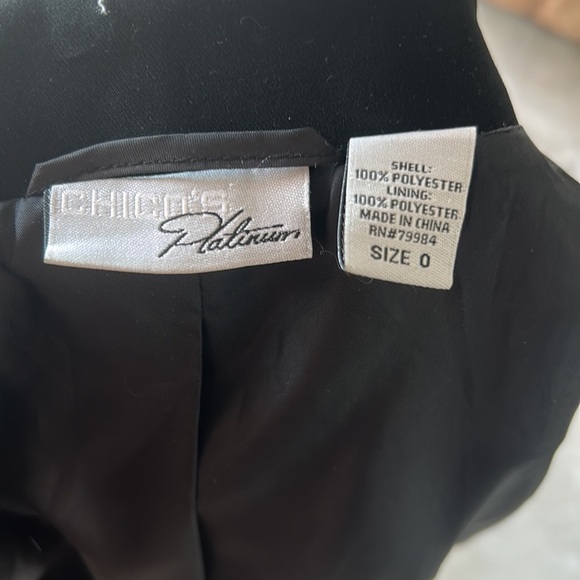 CHICO'S
Platinum.
SHELL:
100% POLYESTER
LINING:
100% POLYESTER
MADE IN CHINA
RN#79984
SIZE 0